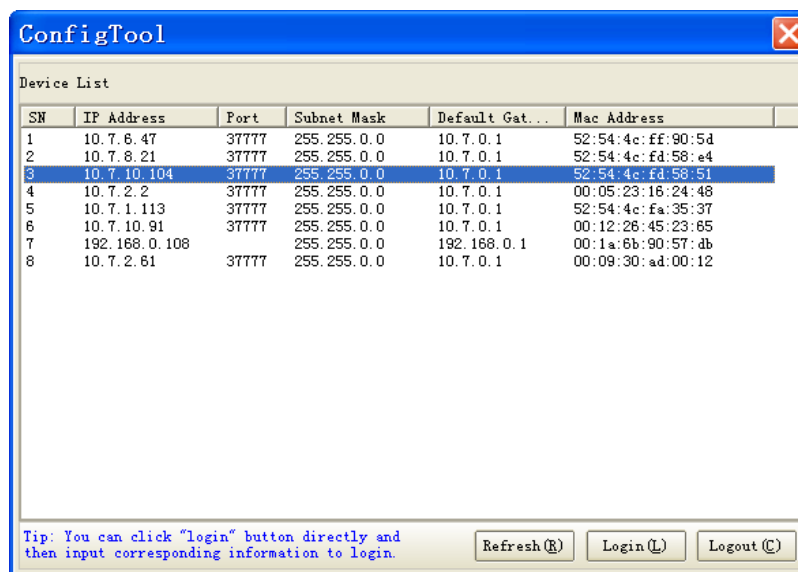 ConfigTool
Device List
SN IP Address Port Subnet Mask Default Gat... Mac Address
1 10.7.6.47 37777 255.255.0.0 10.7.0.1 52:54:4c:ff:90:5d
2 10.7.8.21 37777 255.255.0.0 10.7.0.1 52:54:4c:fd:58:e4
3 10.7.10.104 37777 255.255.0.0 10.7.0.1 52:54:4c:fd:58:51
4 10.7.2.2 37777 255.255.0.0 10.7.0.1 00:05:23:16:24:48
5 10.7.1.113 37777 255.255.0.0 10.7.0.1 52:54:4c:fa:35:37
6 10.7.10.91 37777 255.255.0.0 10.7.0.1 00:12:26:45:23:65
7 192.168.0.108 255.255.0.0 192.168.0.1 00:1a:6b:90:57:db
8 10.7.2.61 37777 255.255.0.0 10.7.0.1 00:09:30:ad:00:12
Tip: You can click "login" button directly and
then input corresponding information to login.
Refresh(R) Login(L) Logout(C)